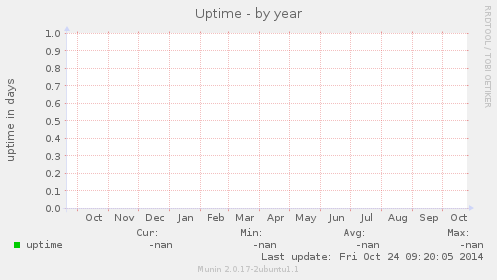 Uptime - by year
RRDTOOL / TOBI OETIKER
uptime in days
1.0
0.9
0.8
0.7
0.6
0.5
0.4
0.3
0.2
0.1
0.0
Oct Nov Dec Jan Feb Mar Apr May Jun Jul Aug Sep Oct
Cur: Min: Avg: Max:
uptime -nan -nan -nan -nan
Last update: Fri Oct 24 09:20:05 2014
Munin 2.0.17-2ubuntu1.1